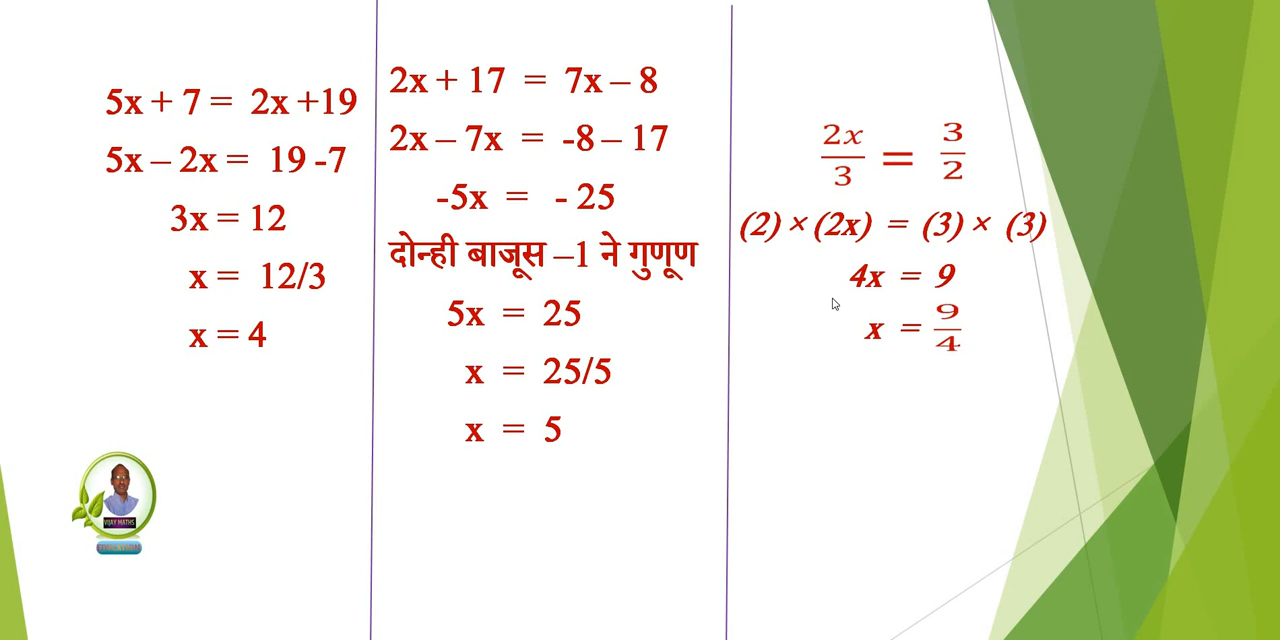 5x + 7 = 2x +19
5x – 2x = 19 -7
3x = 12
x = 12/3
x = 4
2x + 17 = 7x – 8
2x – 7x = -8 – 17
-5x = - 25
दोन्ही बाजूस –1 ने गुणूण
5x = 25
x = 25/5
x = 5
2x/3 = 3/2
(2) × (2x) = (3) × (3)
4x = 9
x = 9/4
VIJAY MATHS